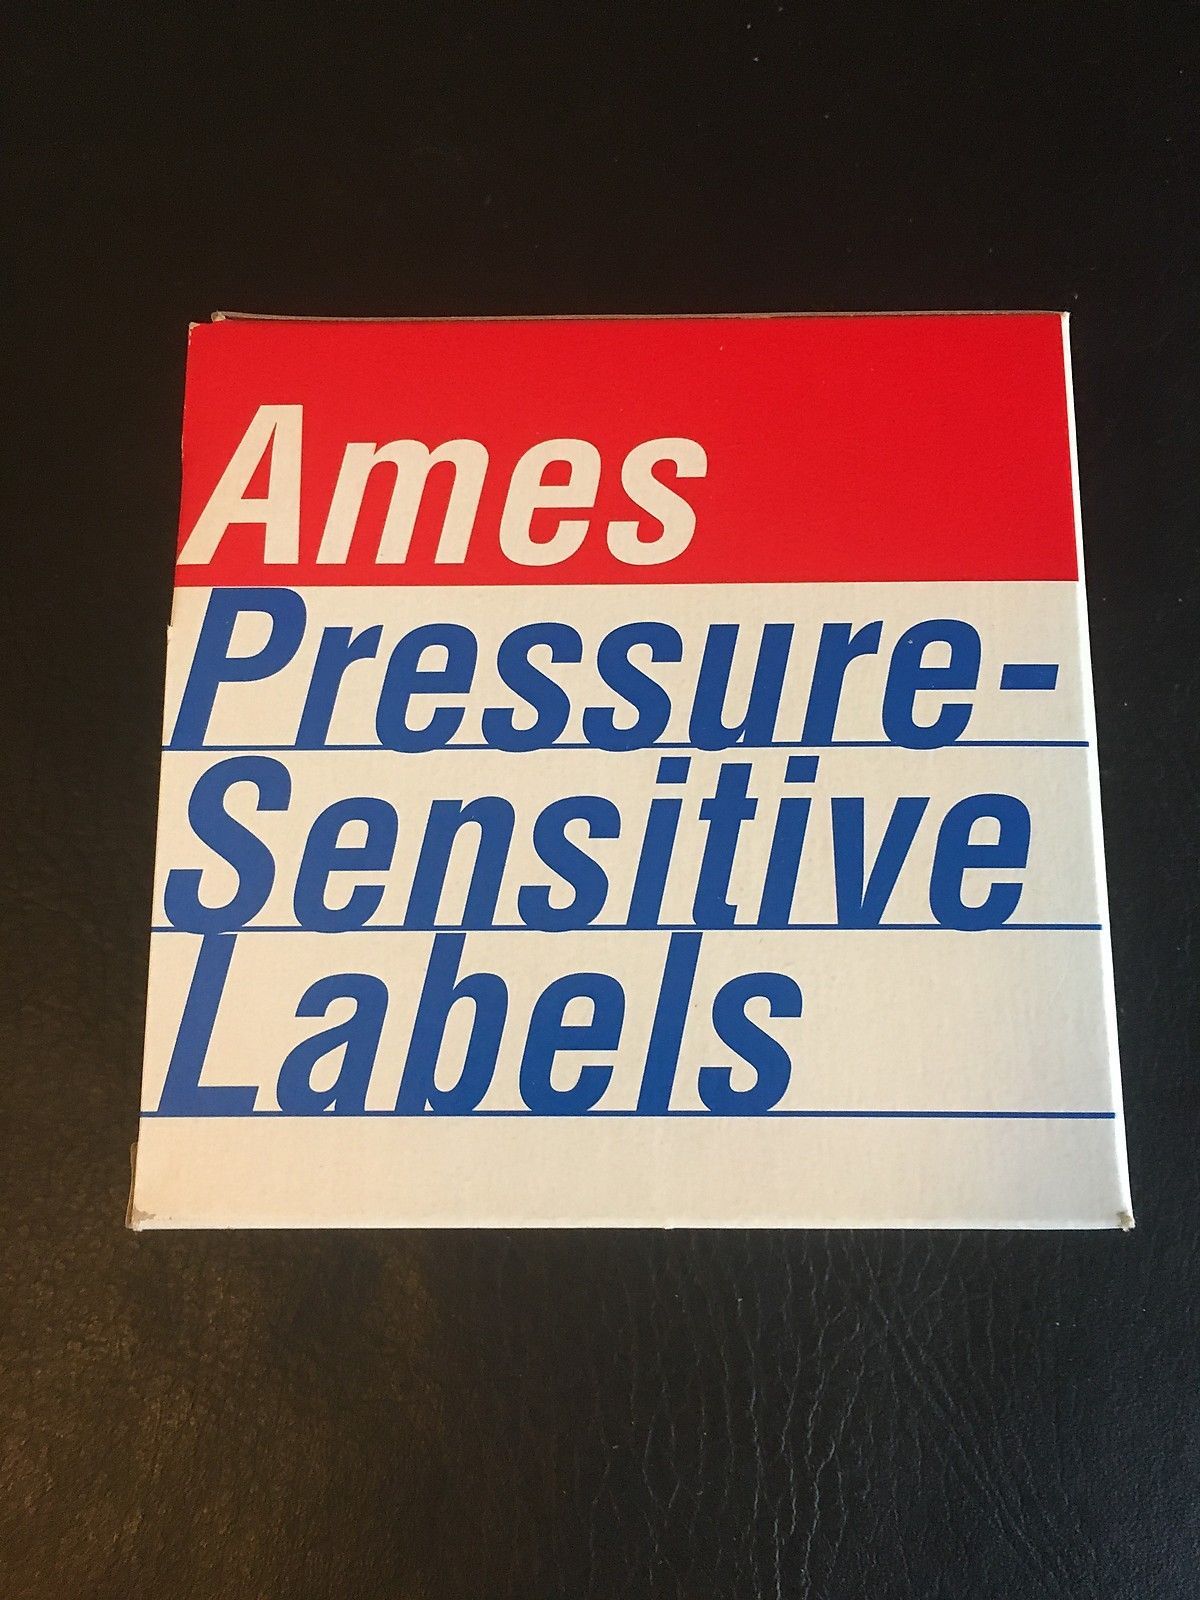 Ames
Pressure-
Sensitive
Labels